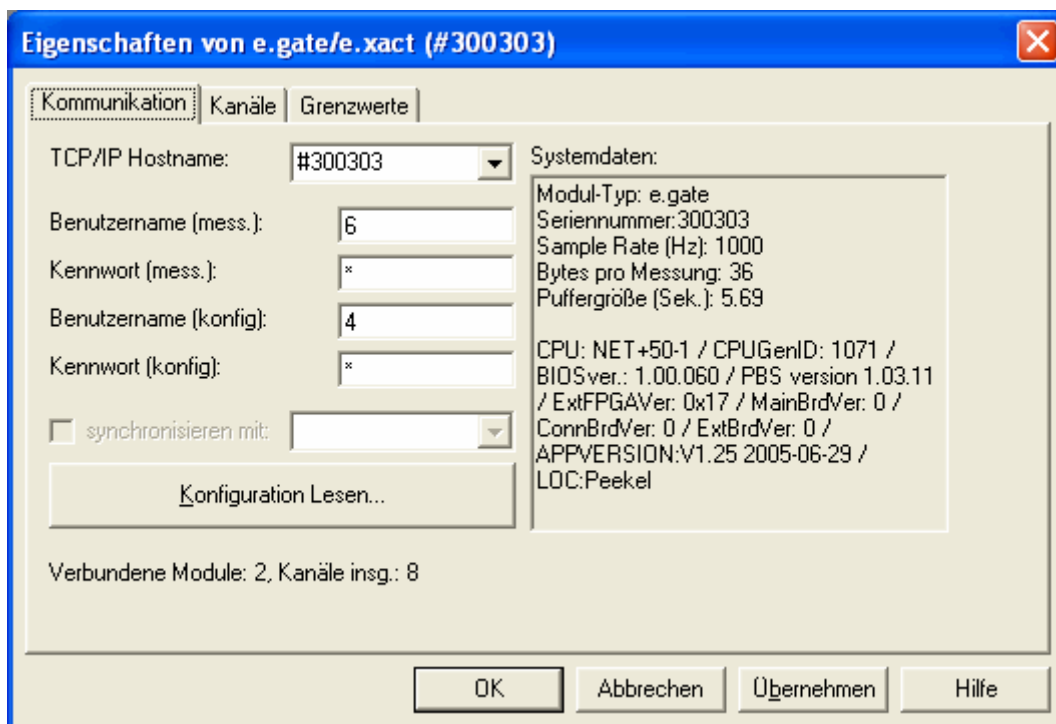 Eigenschaften von e.gate/e.xact (#300303)
Kommunikation
Kanäle
Grenzwerte
TCP/IP Hostname:
#300303
Benutzername (mess.):
6
Kennwort (mess.):
*
Benutzername (konfig):
4
Kennwort (konfig):
*
synchronisieren mit:
Konfiguration Lesen...
Verbundene Module: 2, Kanäle insg.: 8
Systemdaten:
Modul-Typ: e.gate
Seriennummer:300303
Sample Rate (Hz): 1000
Bytes pro Messung: 36
Puffergröße (Sek.): 5.69
CPU: NET+50-1 / CPUGenID: 1071 /
BIOSver.: 1.00.060 / PBS version 1.03.11
/ ExtFPGAVer: 0x17 / MainBrdVer: 0 /
ConnBrdVer: 0 / ExtBrdVer: 0 /
APPVERSION:V1.25 2005-06-29 /
LOC:Peekel
OK
Abbrechen
Übernehmen
Hilfe